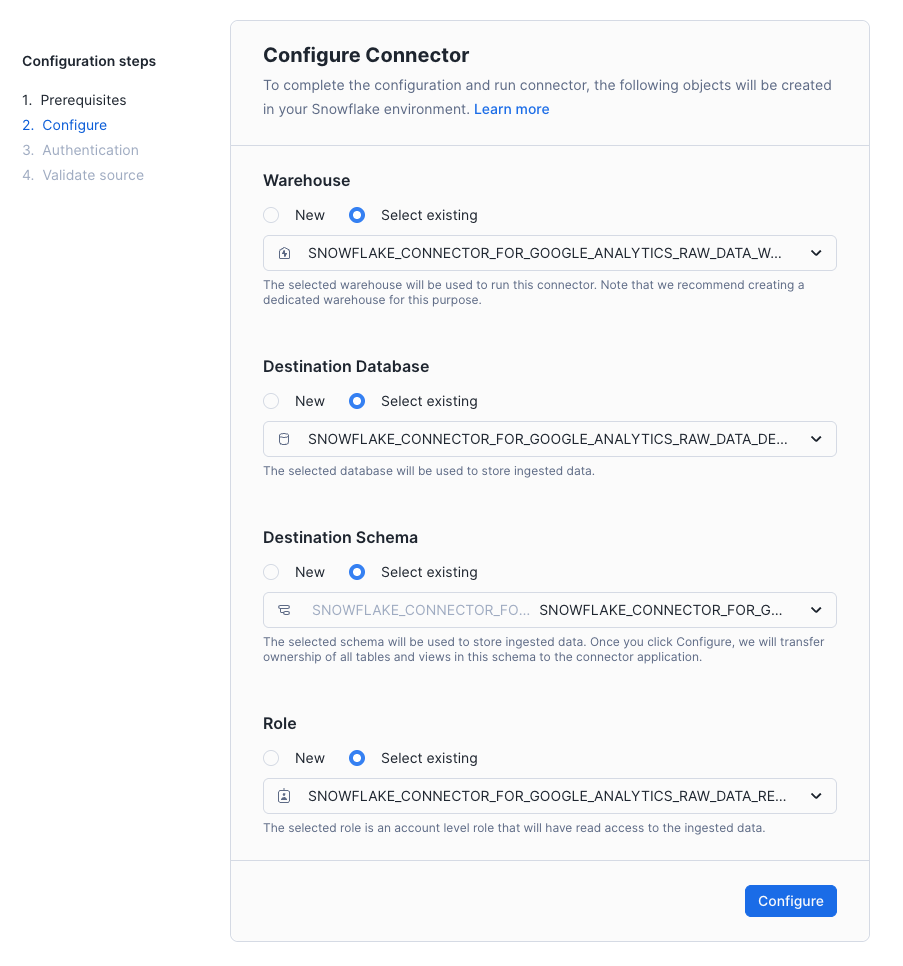 Configuration steps
1. Prerequisites
2. Configure
3. Authentication
4. Validate source
Configure Connector
To complete the configuration and run connector, the following objects will be created
in your Snowflake environment. Learn more
Warehouse
New Select existing
SNOWFLAKE_CONNECTOR_FOR_GOOGLE_ANALYTICS_RAW_DATA_W...
The selected warehouse will be used to run this connector. Note that we recommend creating a
dedicated warehouse for this purpose.
Destination Database
New Select existing
SNOWFLAKE_CONNECTOR_FOR_GOOGLE_ANALYTICS_RAW_DATA_DE...
The selected database will be used to store ingested data.
Destination Schema
New Select existing
SNOWFLAKE_CONNECTOR_FO... SNOWFLAKE_CONNECTOR_FOR_G...
The selected schema will be used to store ingested data. Once you click Configure, we will transfer
ownership of all tables and views in this schema to the connector application.
Role
New Select existing
SNOWFLAKE_CONNECTOR_FOR_GOOGLE_ANALYTICS_RAW_DATA_RE...
The selected role is an account level role that will have read access to the ingested data.
Configure